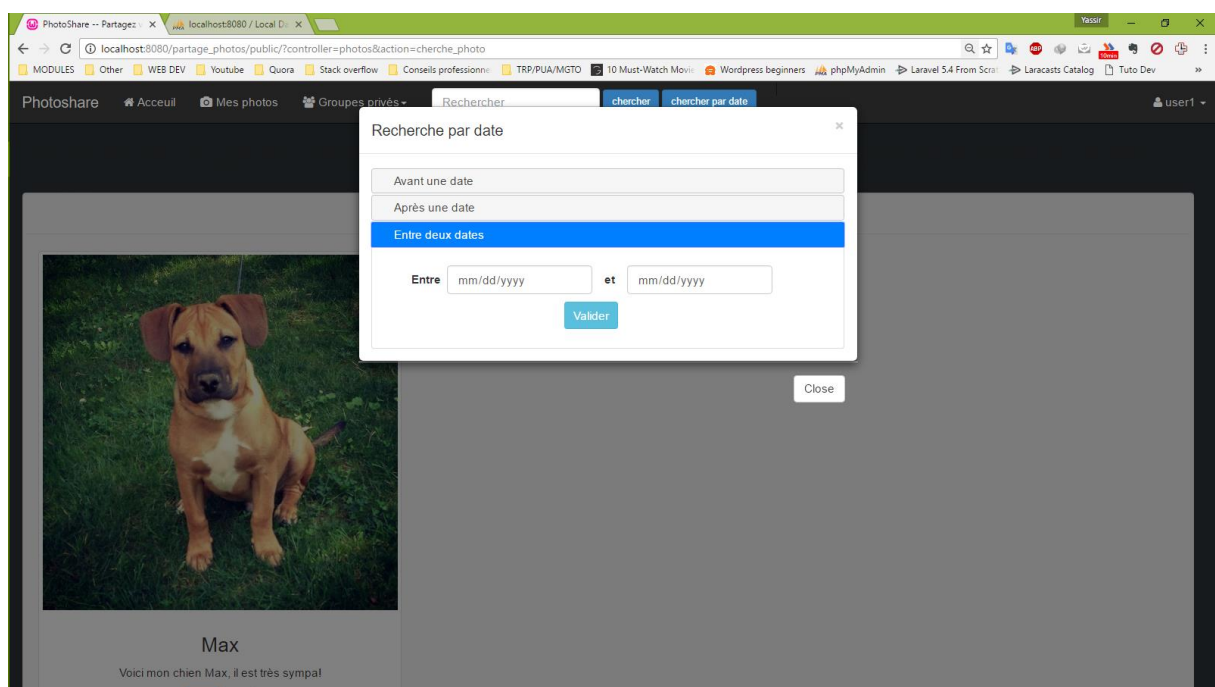 PhotoShare -- Partagez
localhost:8080 / Local D
Yassir
localhost:8080/partage_photos/public/?controller=photos&action=cherche_photo
ABP
10min
MODULES Other WEB DEV Youtube Quora Stack overflow Conseils professionne TRP/PUA/MGTO 10 Must-Watch Movie Wordpress beginners phpMyAdmin Laravel 5.4 From Scra Laracasts Catalog Tuto Dev »
Photoshare Acceuil Mes photos Groupes privés Rechercher chercher chercher par date user1
Recherche par date ×
Avant une date
Après une date
Entre deux dates
Entre mm/dd/yyyy et mm/dd/yyyy
Valider
Close
Max
Voici mon chien Max, il est très sympa!